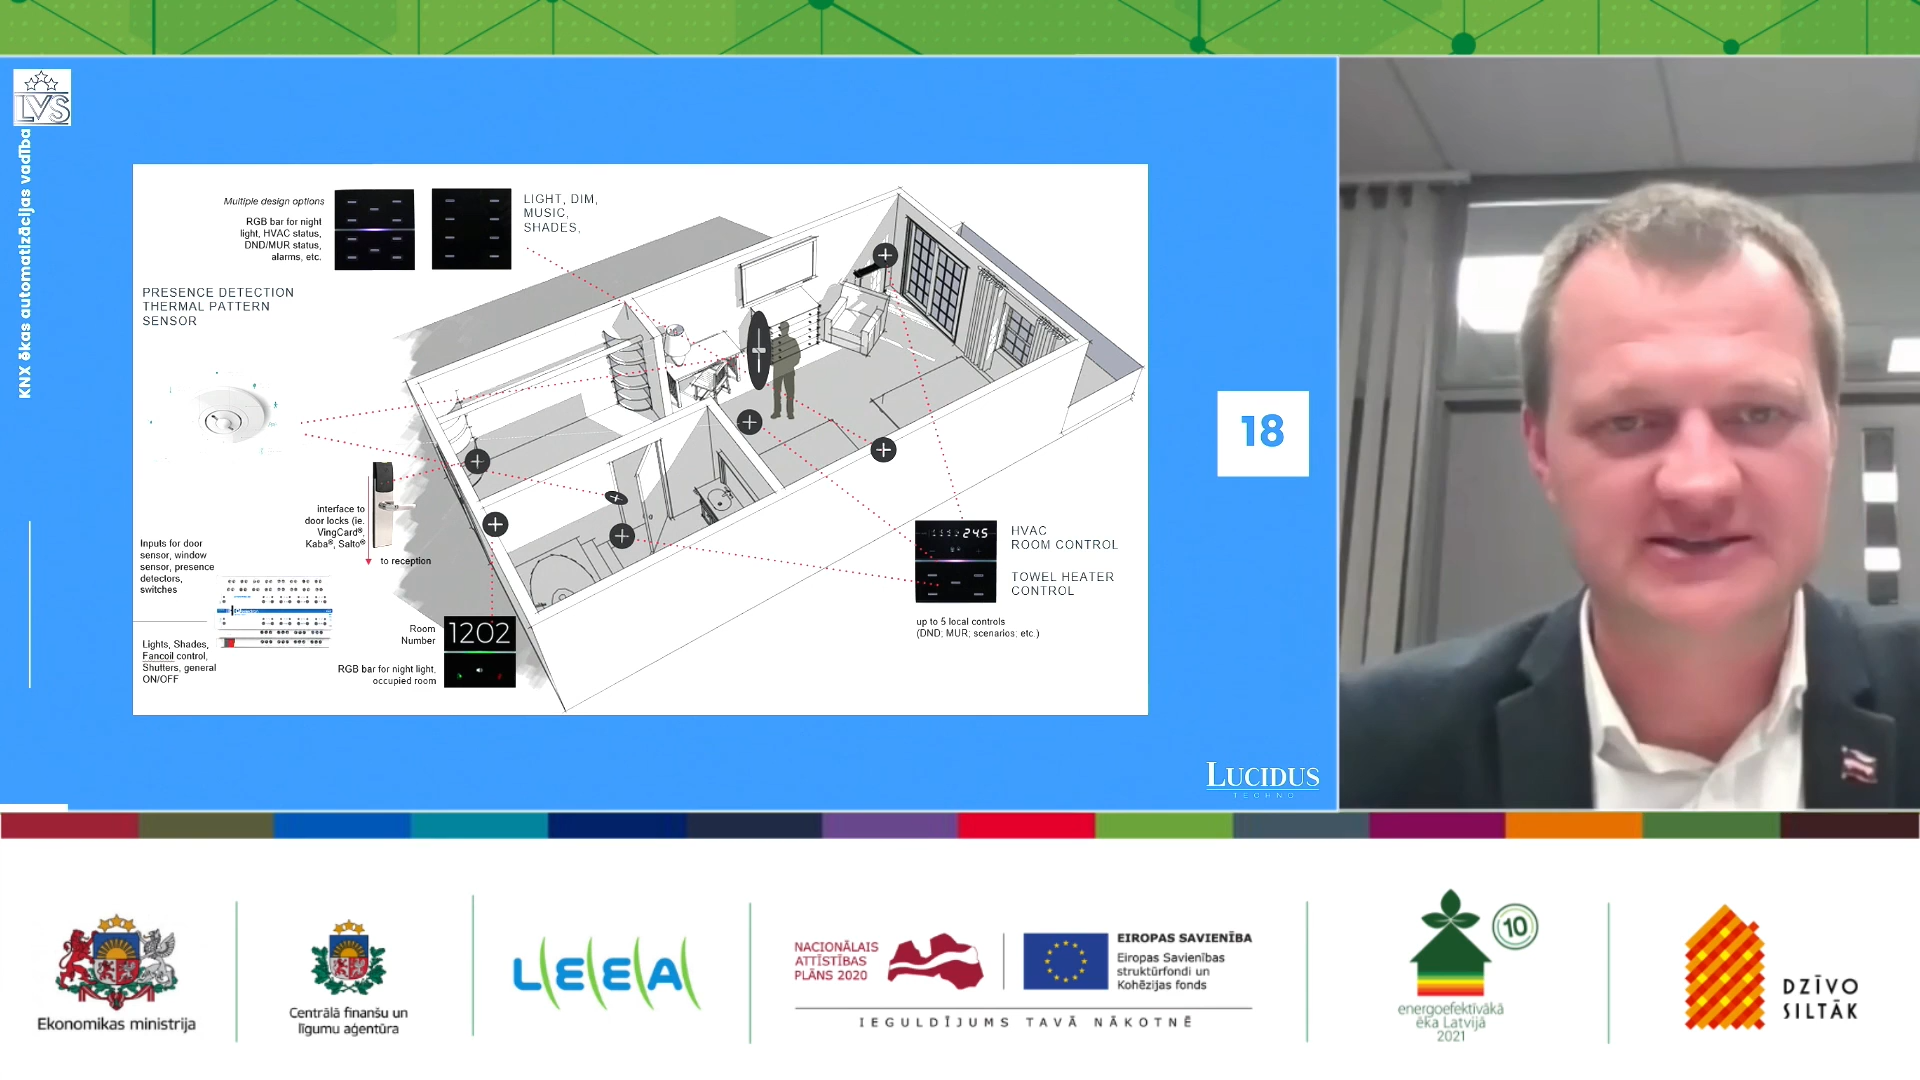 LVS
KNX ēkas automatizācijas vadība
Multiple design options
RGB bar for night
light, HVAC status,
DND/MUR status,
alarms, etc.
LIGHT, DIM,
MUSIC,
SHADES,
PRESENCE DETECTION
THERMAL PATTERN
SENSOR
interface to
door locks (ie.
VingCard®,
Kaba®, Salto®
to reception
Inputs for door
sensor, window
sensor, presence
detectors,
switches
Lights, Shades,
Fancoil control,
Shutters, general
ON/OFF
Room
Number
1202
RGB bar for night light,
occupied room
24.5
HVAC
ROOM CONTROL
TOWEL HEATER
CONTROL
up to 5 local controls
(DND; MUR; scenarios; etc.)
18
LUCIDUS
TECHNO
Ekonomikas ministrija
Centrālā finanšu un
līgumu aģentūra
LEEA
NACIONĀLAIS
ATTĪSTĪBAS
PLĀNS 2020
EIROPAS SAVIENĪBA
Eiropas Savienības
struktūrfondi un
Kohēzijas fonds
IEGULDĪJUMS TAVĀ NĀKOTNĒ
10
energoefektīvākā
ēka Latvijā
2021
DZĪVO
SILTĀK